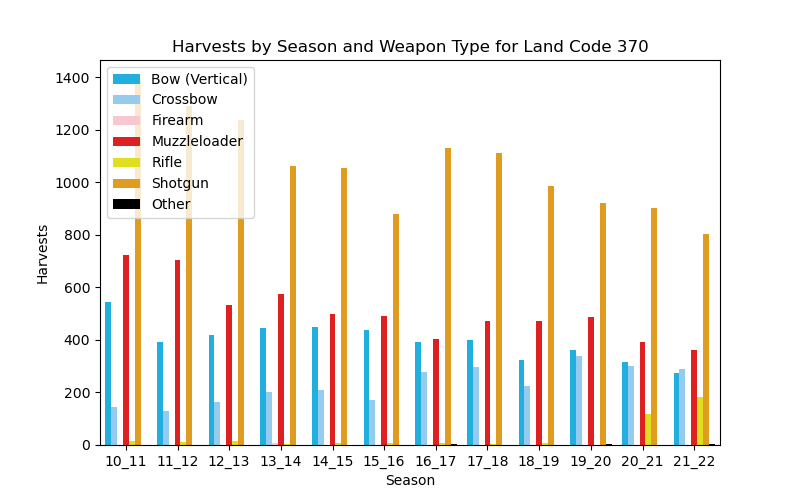 Harvests by Season and Weapon Type for Land Code 370
Bow (Vertical)
Crossbow
Firearm
Muzzleloader
Rifle
Shotgun
Other
1400
1200
1000
800
600
400
200
0
Harvests
10_11 11_12 12_13 13_14 14_15 15_16 16_17 17_18 18_19 19_20 20_21 21_22
Season